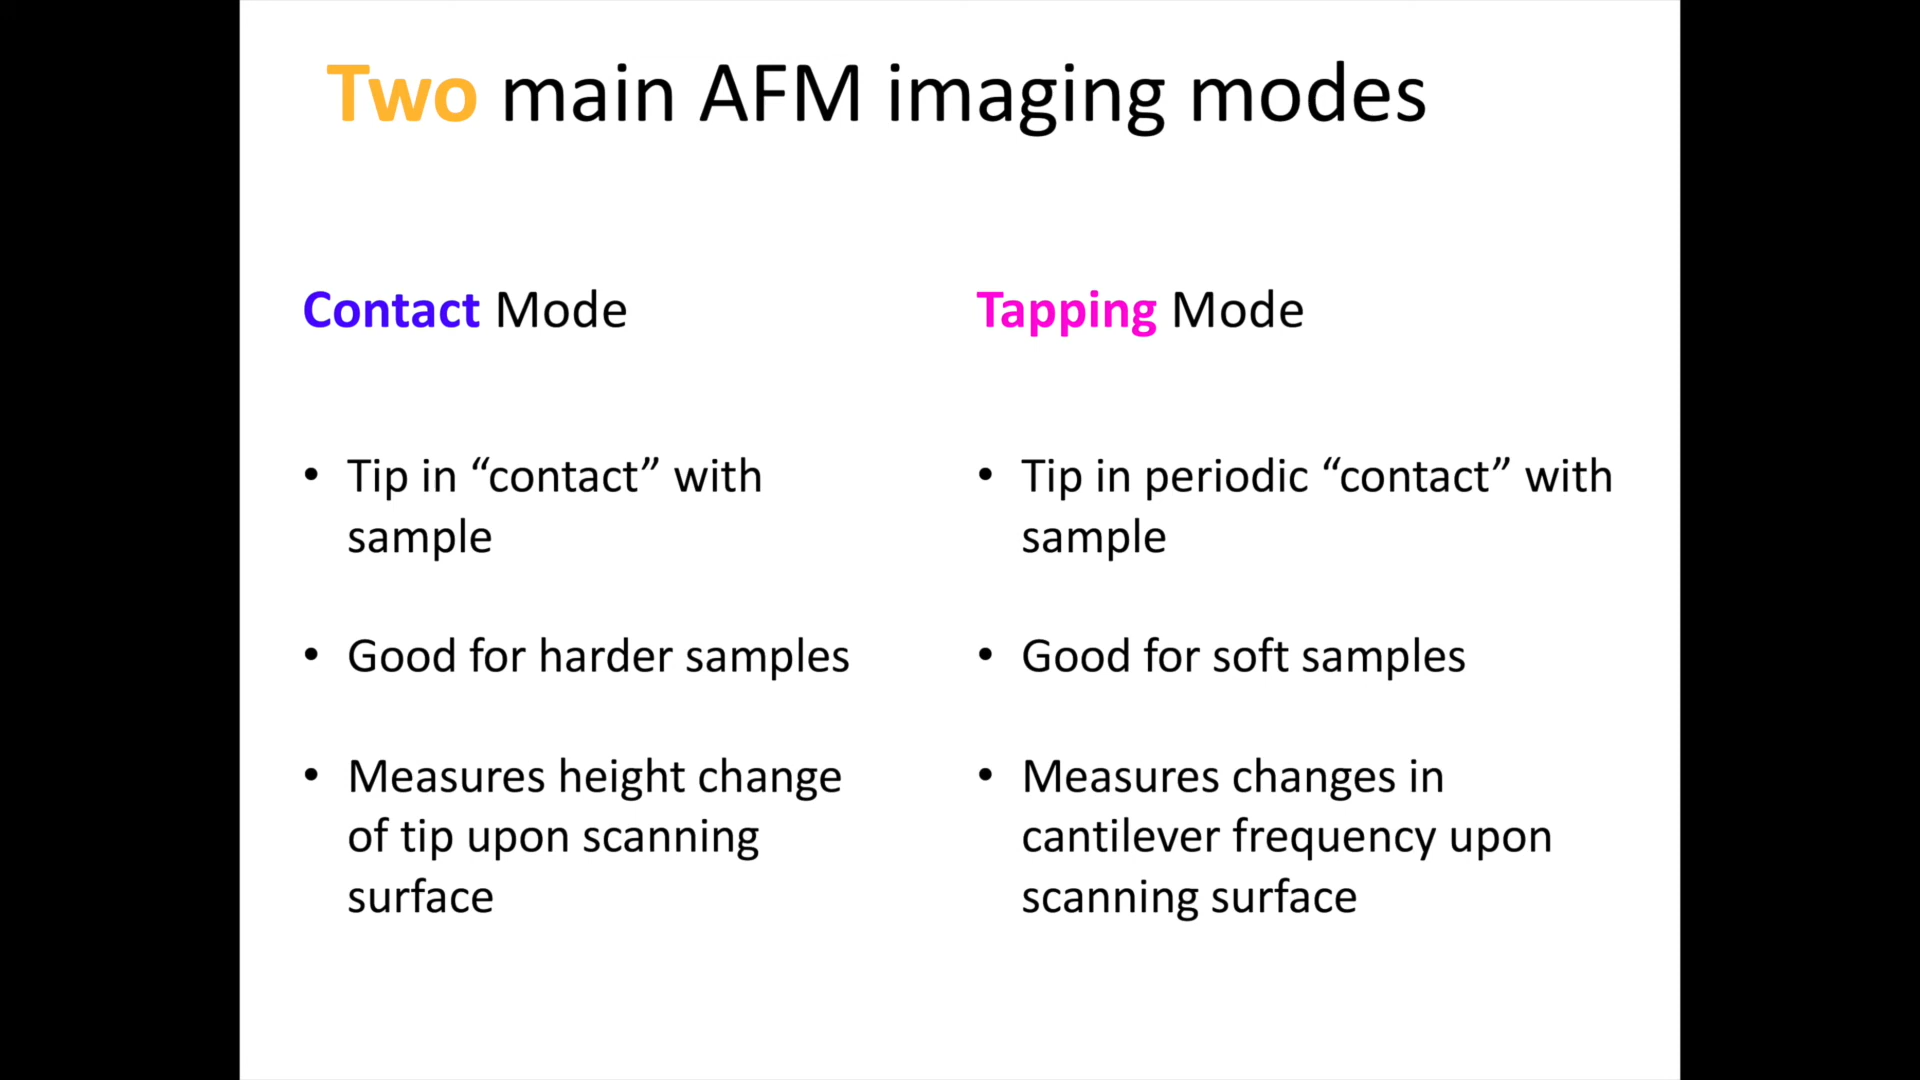 Two main AFM imaging modes
Contact Mode
• Tip in “contact” with
sample
• Good for harder samples
• Measures height change
of tip upon scanning
surface
Tapping Mode
• Tip in periodic “contact” with
sample
• Good for soft samples
• Measures changes in
cantilever frequency upon
scanning surface